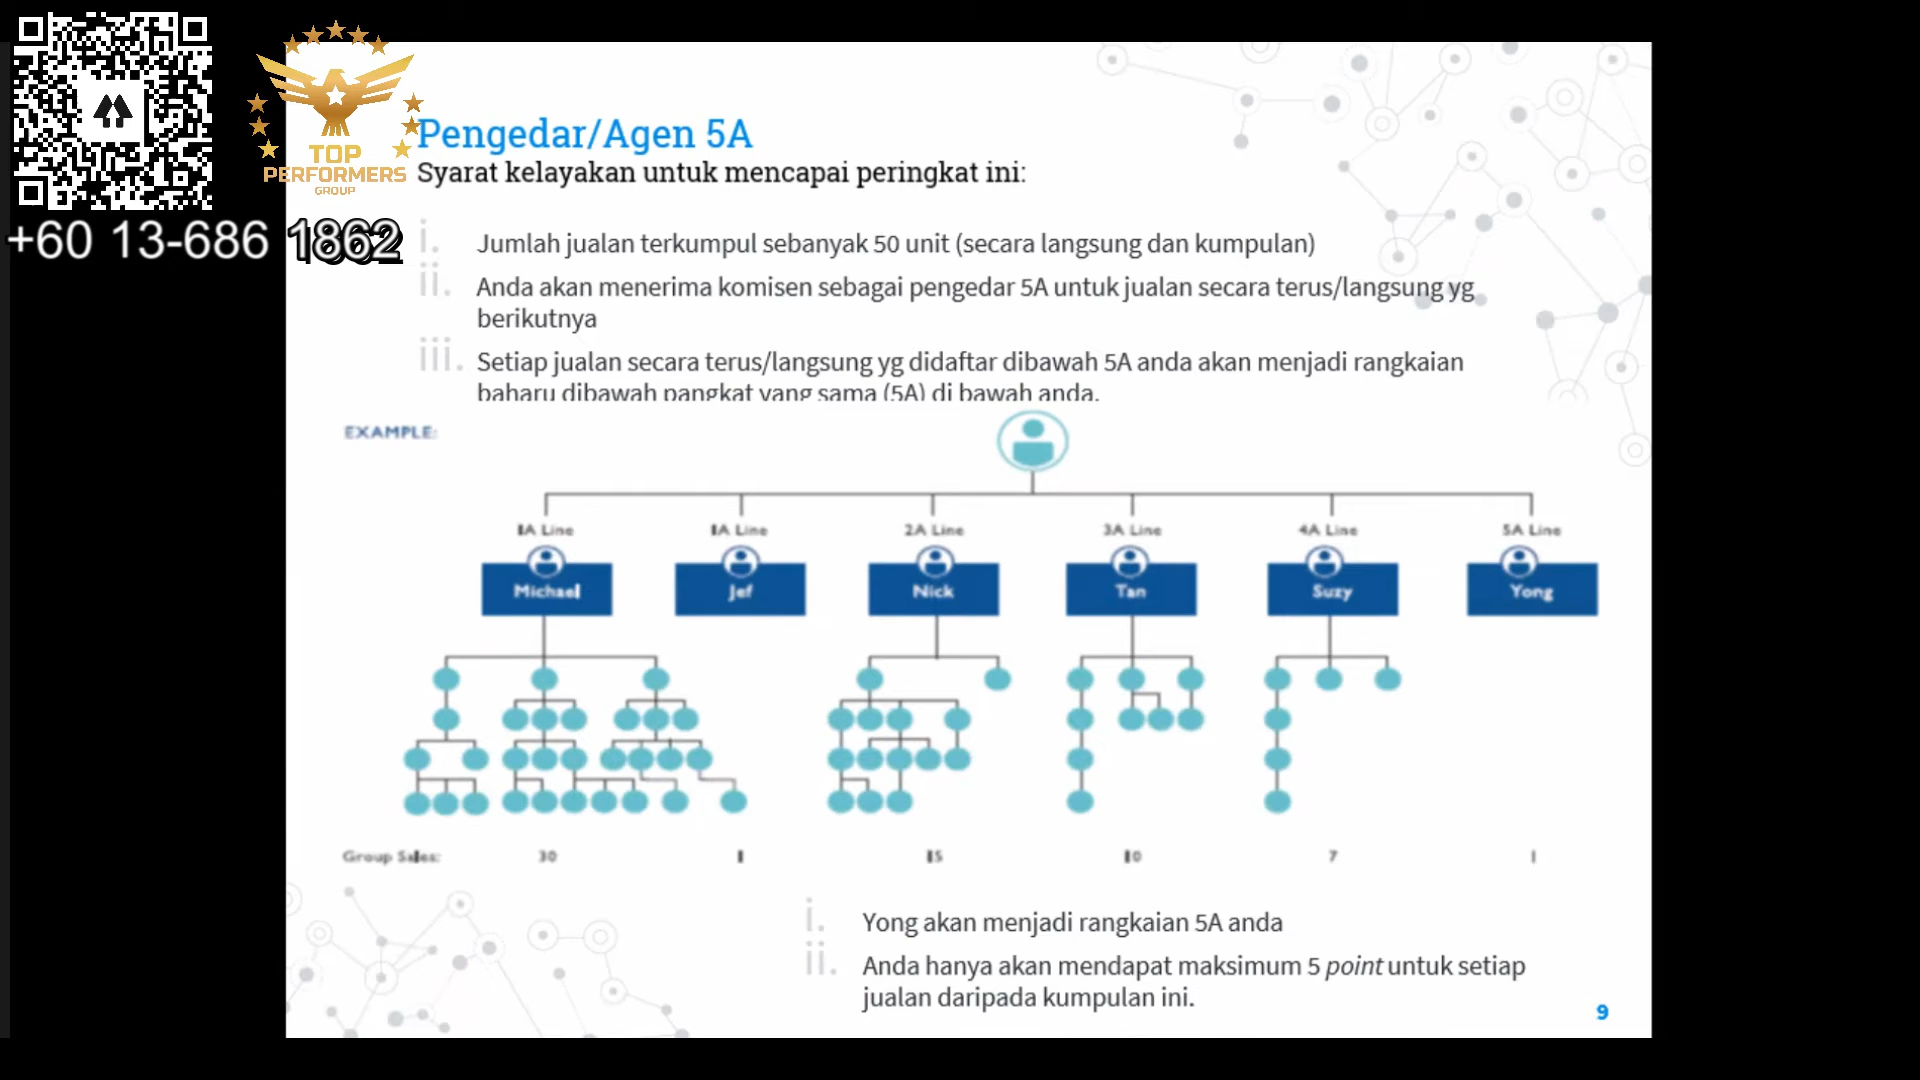 TOP
PERFORMERS
GROUP
+60 13-686 1862
Pengedar/Agen 5A
Syarat kelayakan untuk mencapai peringkat ini:
i. Jumlah jualan terkumpul sebanyak 50 unit (secara langsung dan kumpulan)
ii. Anda akan menerima komisen sebagai pengedar 5A untuk jualan secara terus/langsung yg
berikutnya
iii. Setiap jualan secara terus/langsung yg didaftar dibawah 5A anda akan menjadi rangkaian
baharu dibawah pangkat yang sama (5A) di bawah anda.
EXAMPLE:
1A Line 1A Line 2A Line 3A Line 4A Line 5A Line
Michael Jef Nick Tan Suzy Yong
Group Sales: 30 1 15 10 7 1
i. Yong akan menjadi rangkaian 5A anda
ii. Anda hanya akan mendapat maksimum 5 point untuk setiap
jualan daripada kumpulan ini.
9